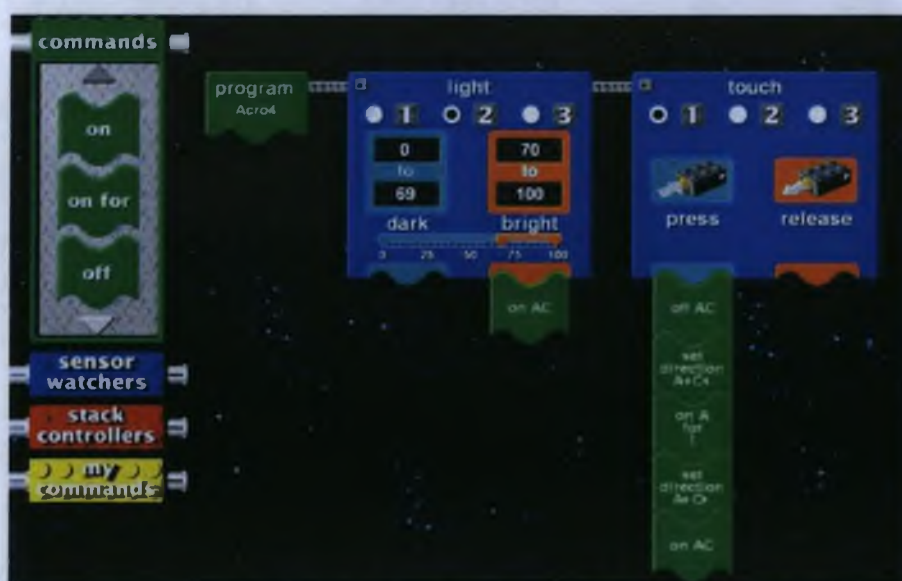 commands
on
on for
off
sensor
watchers
stack
controllers
my
commands
program
Acro4
light
1 2 3
0
to
69
70
to
100
dark
bright
0 25 50 75 100
on AC
touch
1 2 3
press
release
off AC
set
direction
on A
for
1
set
direction
on AC